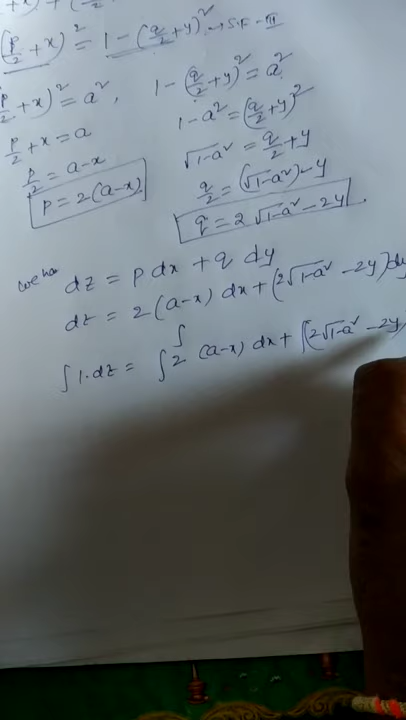 (p/2 + x)² = 1 - (q/2 + y)² → S.F - III
(p/2 + x)² = a² , 1 - (q/2 + y)² = a²
p/2 + x = a
1 - a² = (q/2 + y)²
p/2 = a - x
√1-a² = q/2 + y
p = 2(a-x)
q/2 = (√1-a²) - y
q = 2√1-a² - 2y
we have dz = p dx + q dy
dz = 2(a-x) dx + (2√1-a² - 2y) dy
∫1.dz = ∫2 (a-x) dx + ∫(2√1-a² - 2y)